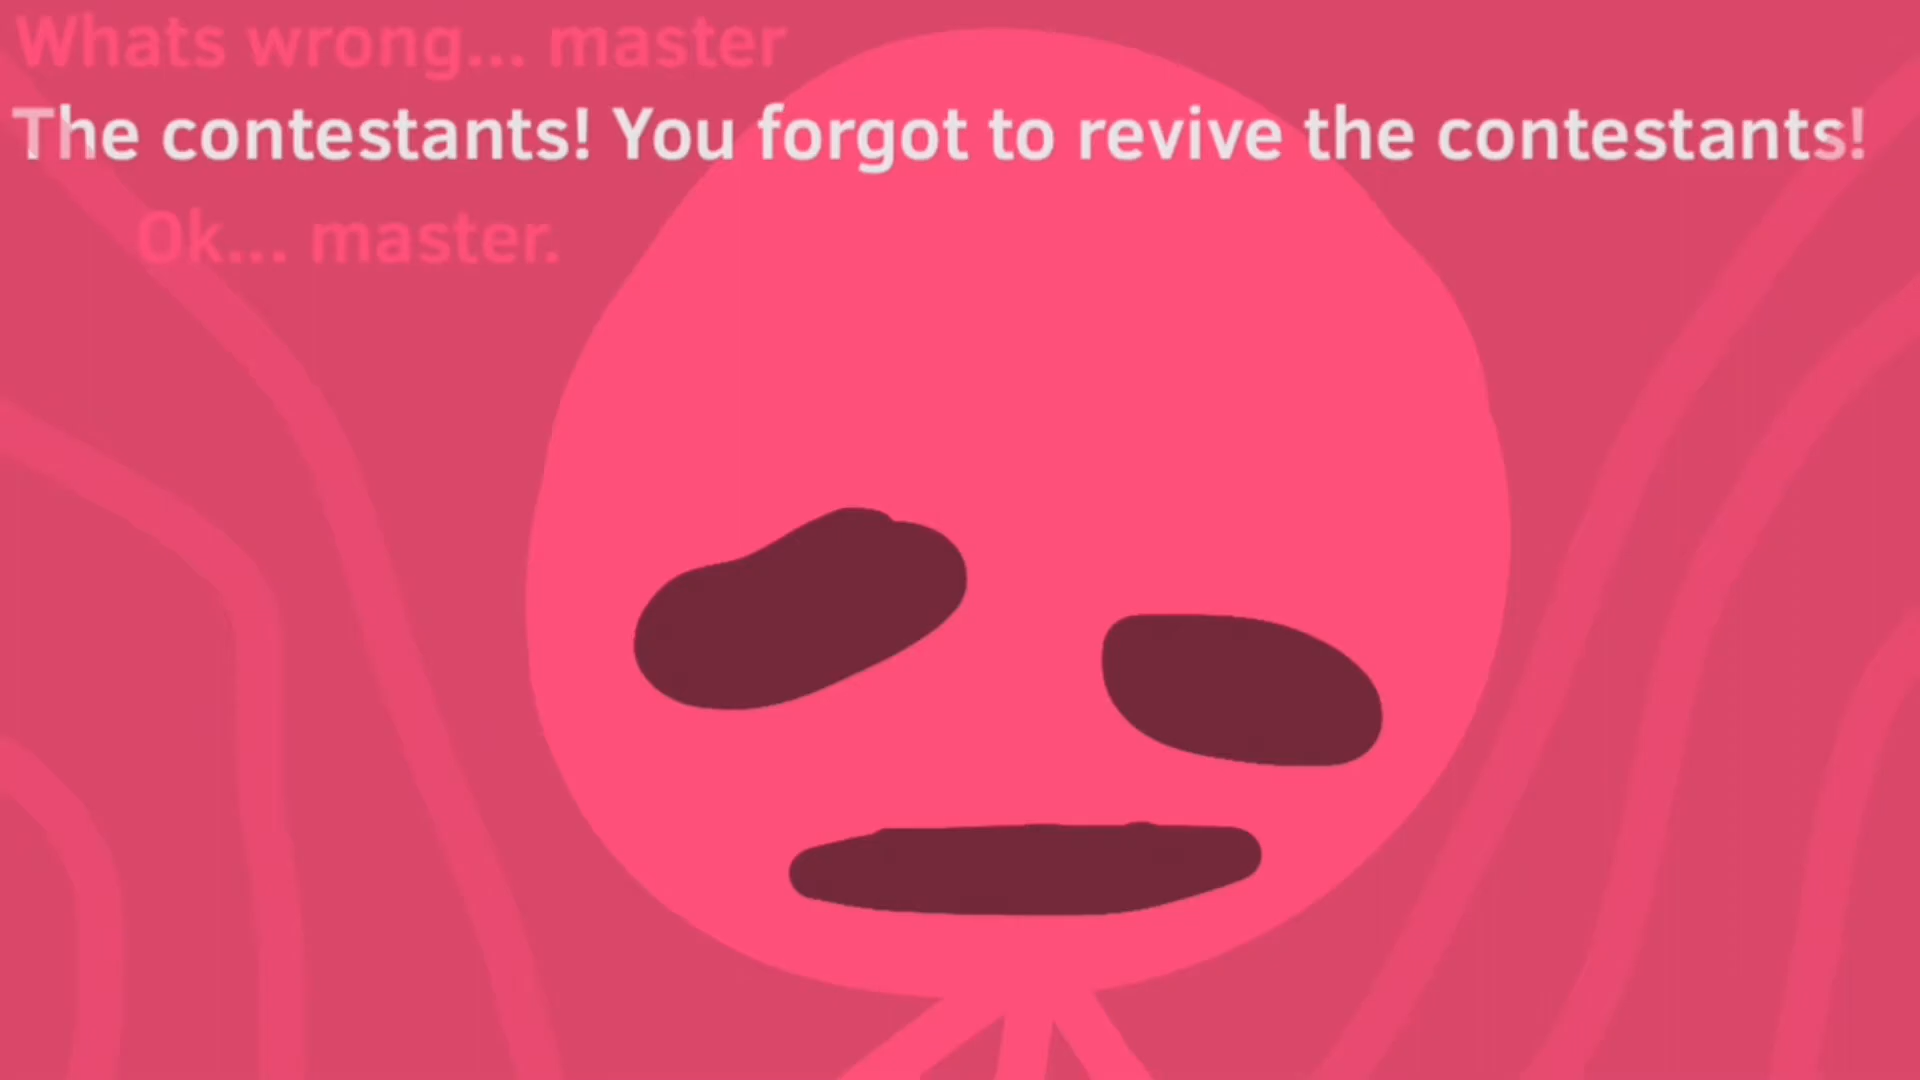 Whats wrong... master
The contestants! You forgot to revive the contestants!
Ok... master.